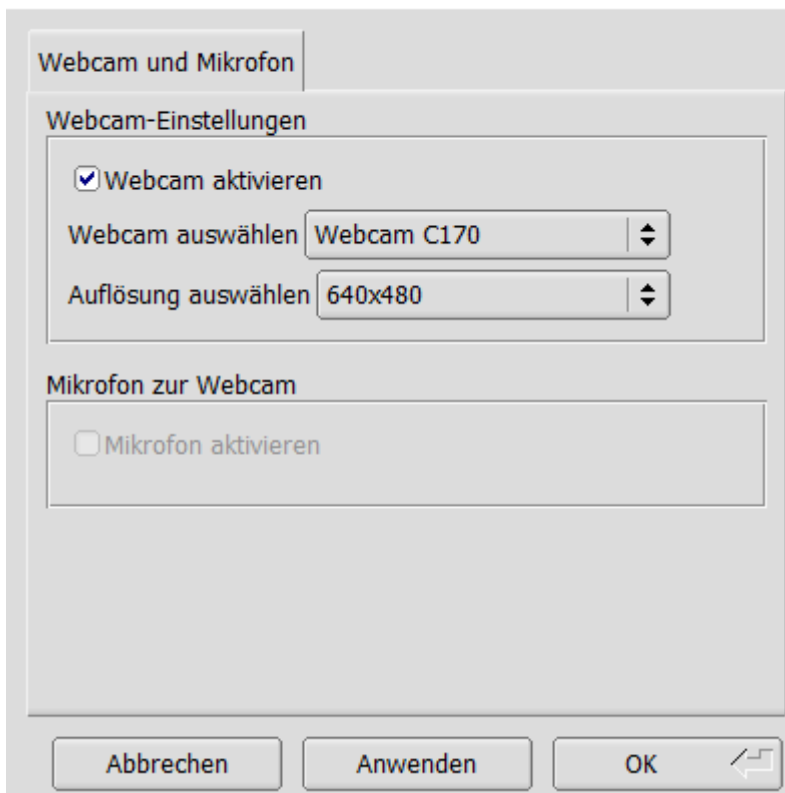 Webcam und Mikrofon
Webcam-Einstellungen
Webcam aktivieren
Webcam auswählen Webcam C170
Auflösung auswählen 640x480
Mikrofon zur Webcam
Mikrofon aktivieren
Abbrechen Anwenden OK